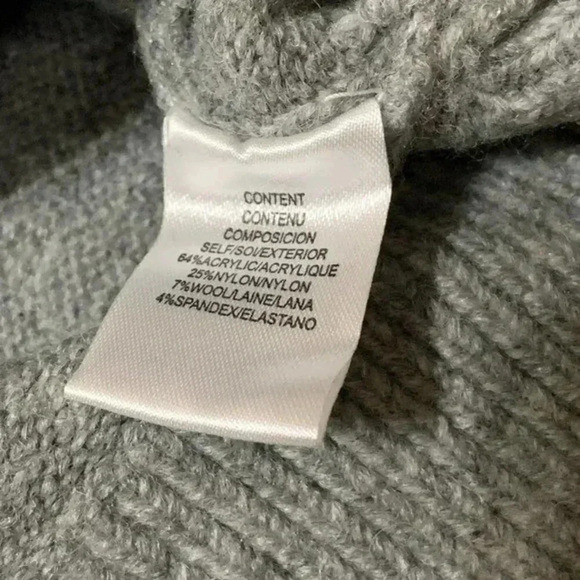 CONTENT
CONTENU
COMPOSICION
SELF/SOI/EXTERIOR
64%ACRYLIC/ACRYLIQUE
25%NYLON/NYLON
7%WOOL/LAINE/LANA
4%SPANDEX/ELASTANO